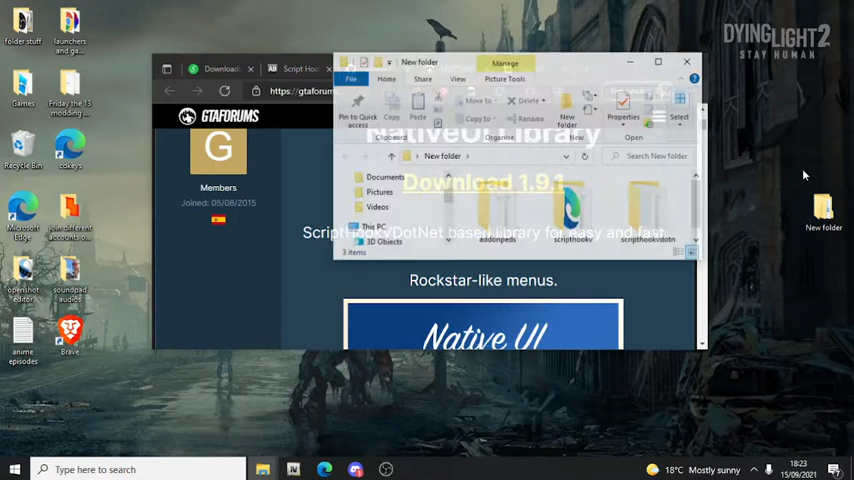 folder stuff
launchers and ga...
Games
Friday the 13 modding ...
Recycle Bin
cdkeys
Microsoft Edge
join different accounts o...
openshot editor
soundpad audios
anime episodes
Brave
DYING LIGHT 2
STAY HUMAN
New folder
Download
Script Hoo
https://gtaforum
GTAFORUMS
G
Members
Joined: 05/08/2015
NativeUI Library
Download 1.9.1
ScriptHookVDotNet based library for easy and fast
Rockstar-like menus.
Native UI
New folder
Manage
File
Home
Share
View
Picture Tools
Pin to Quick access
Copy
Paste
Move to
Copy to
Delete
Rename
New folder
Properties
Open
Select
Clipboard
Organise
New
Open
New folder
Search New folder
Documents
Pictures
Videos
This PC
3D Objects
addonpeds
scripthookv
scripthookvdotn
3 items
Type here to search
18°C Mostly sunny
18:23
15/09/2021